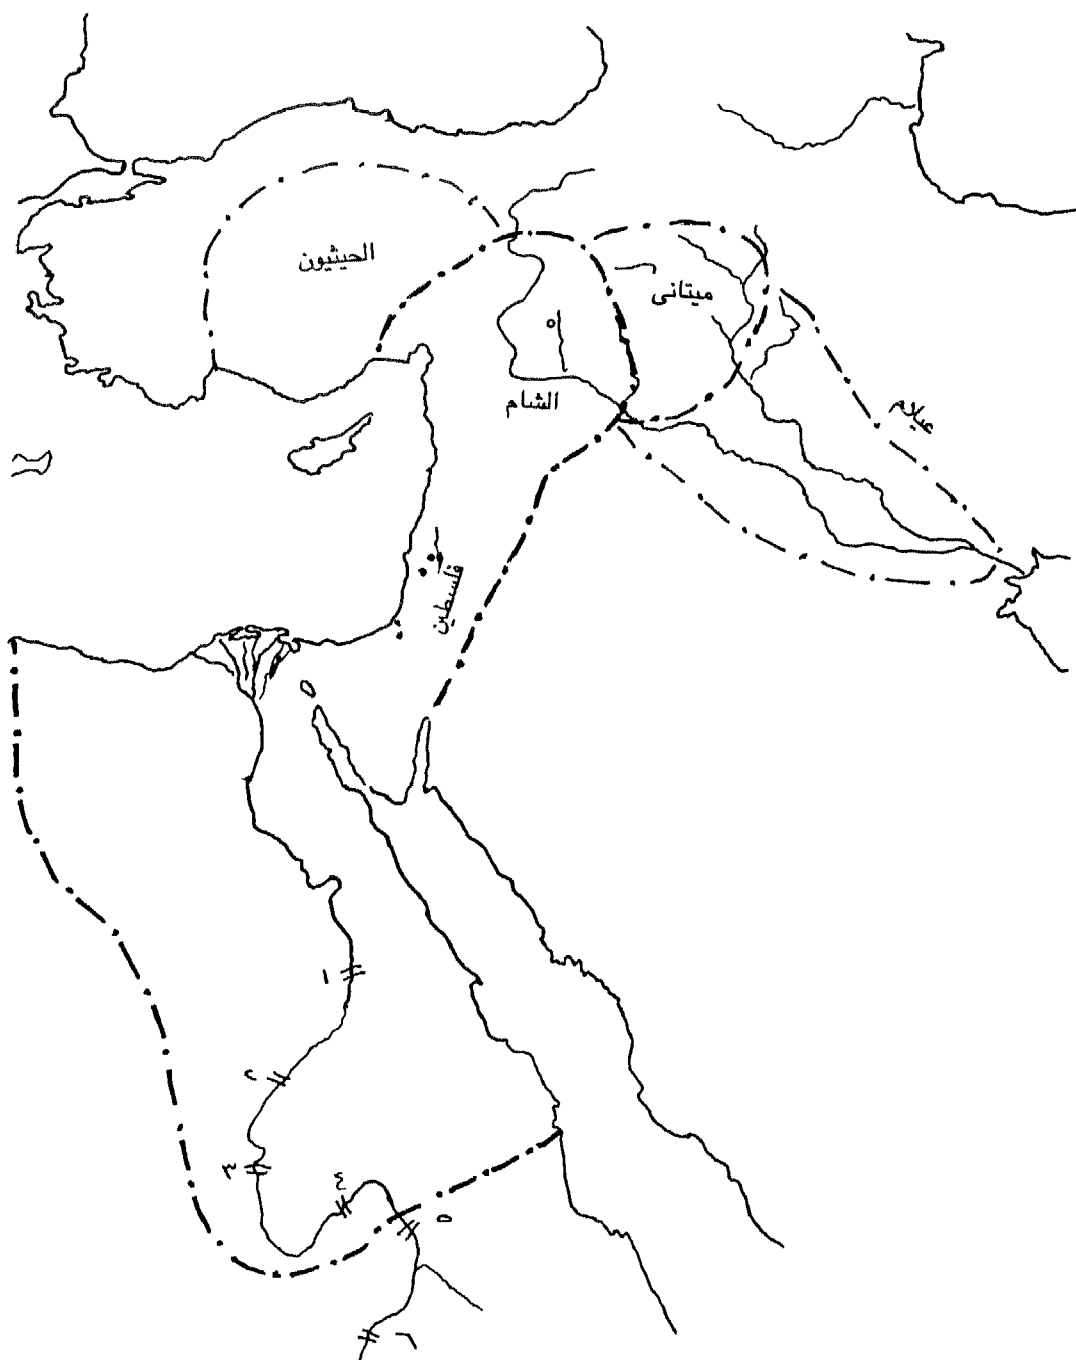 الحيثيون
ميتانى
الشام
عيلام
فلسطين
١
٢
٣
٤
٥
٦